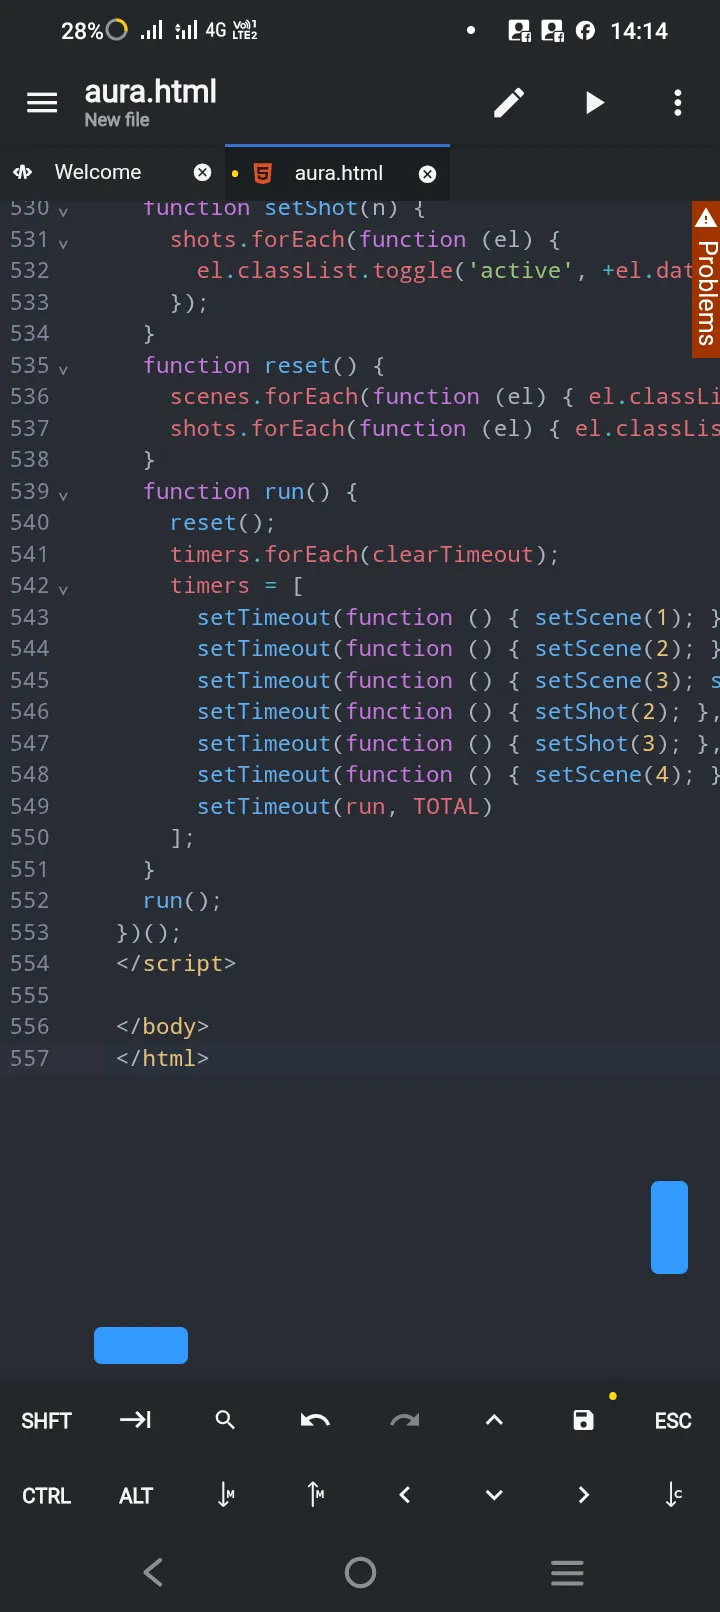 28% 4G VoI) 1 LTE2 14:14
aura.html
New file
Welcome
aura.html
Problems
530 function setShot(n) {
531 shots.forEach(function (el) {
532 el.classList.toggle('active', +el.dat
533 });
534 }
535 function reset() {
536 scenes.forEach(function (el) { el.classLi
537 shots.forEach(function (el) { el.classLis
538 }
539 function run() {
540 reset();
541 timers.forEach(clearTimeout);
542 timers = [
543 setTimeout(function () { setScene(1); }
544 setTimeout(function () { setScene(2); }
545 setTimeout(function () { setScene(3); s
546 setTimeout(function () { setShot(2); },
547 setTimeout(function () { setShot(3); },
548 setTimeout(function () { setScene(4); }
549 setTimeout(run, TOTAL)
550 ];
551 }
552 run();
553 })();
554 </script>
555
556 </body>
557 </html>
SHFT ESC
CTRL ALT M M C